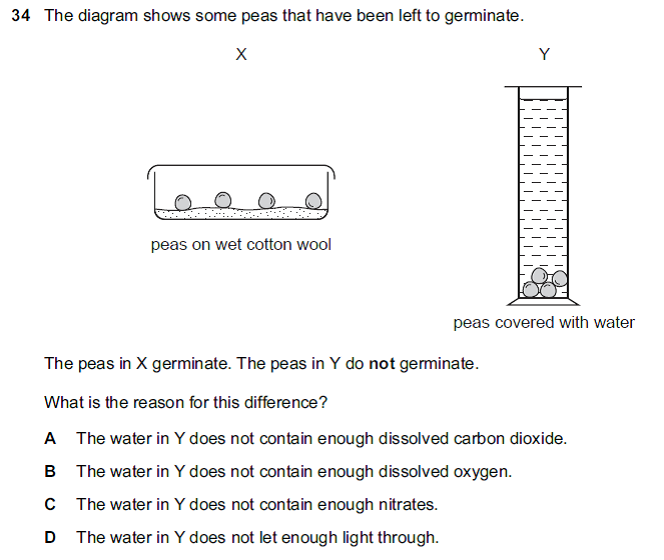 34 The diagram shows some peas that have been left to germinate.
X
Y
peas on wet cotton wool
peas covered with water
The peas in X germinate. The peas in Y do not germinate.
What is the reason for this difference?
A The water in Y does not contain enough dissolved carbon dioxide.
B The water in Y does not contain enough dissolved oxygen.
C The water in Y does not contain enough nitrates.
D The water in Y does not let enough light through.